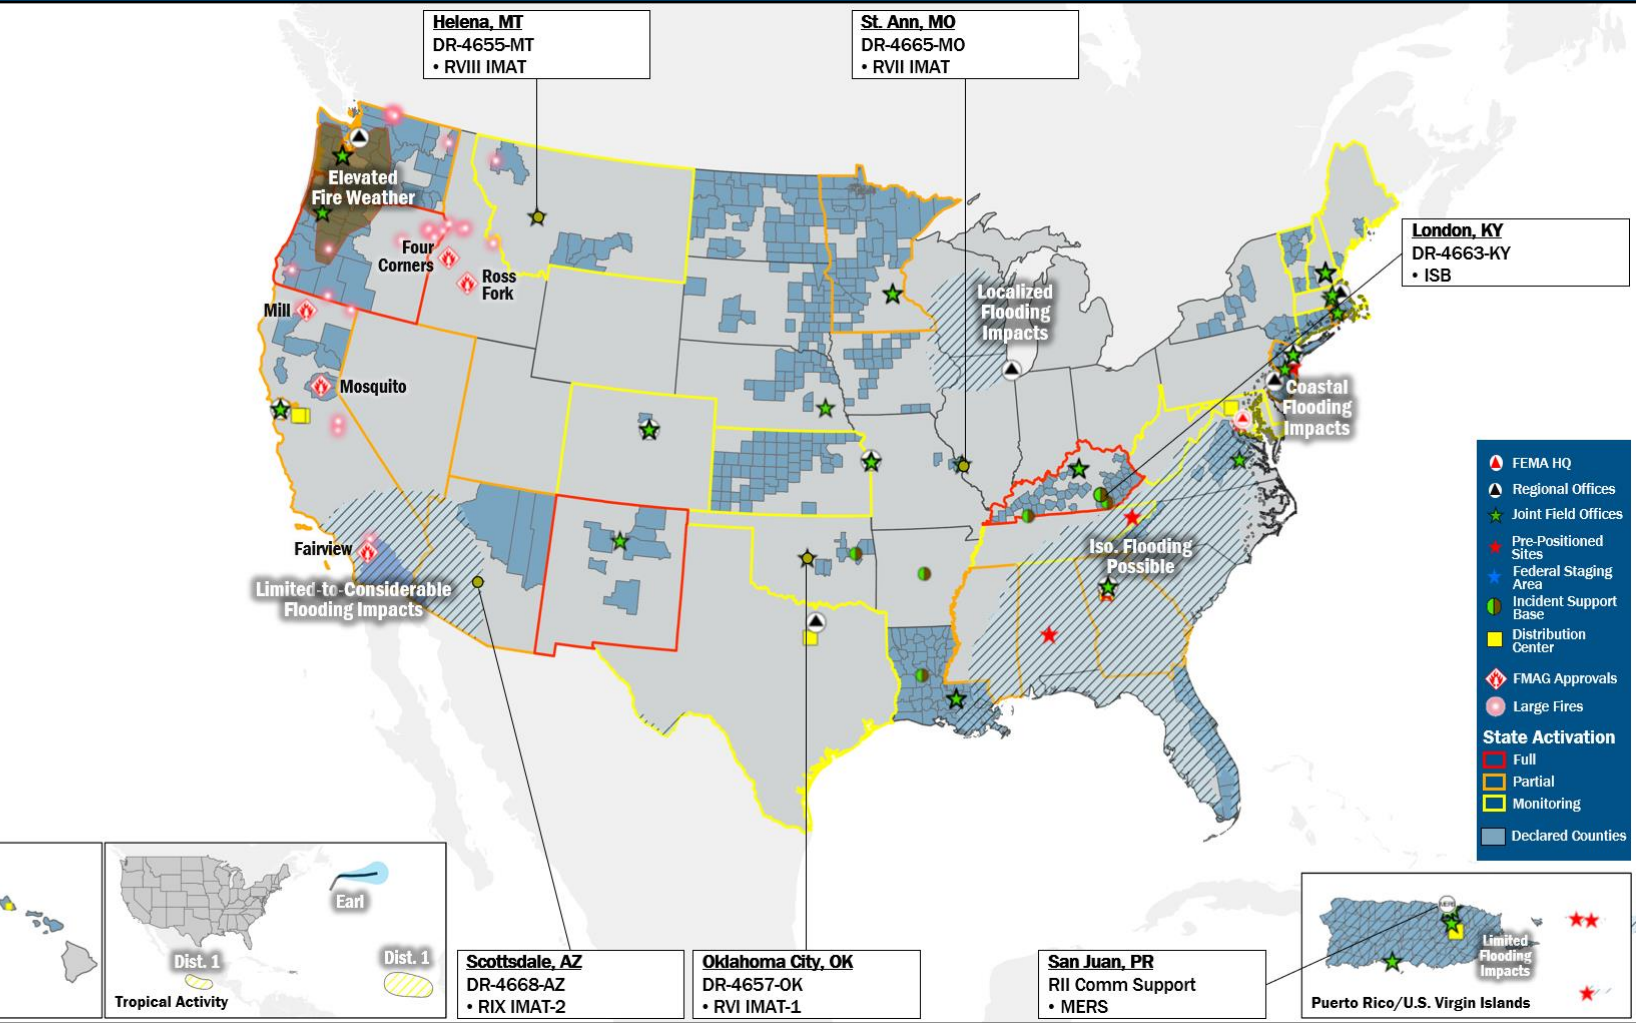 Helena, MT
DR-4655-MT
• RVIII IMAT
St. Ann, MO
DR-4665-MO
• RVII IMAT
London, KY
DR-4663-KY
• ISB
Elevated
Fire Weather
Four
Corners
Ross
Fork
Mill
Mosquito
Localized
Flooding
Impacts
Coastal
Flooding
Impacts
Fairview
Limited-to-Considerable
Flooding Impacts
Iso. Flooding
Possible
FEMA HQ
Regional Offices
Joint Field Offices
Pre-Positioned
Sites
Federal Staging
Area
Incident Support
Base
Distribution
Center
FMAG Approvals
Large Fires
State Activation
Full
Partial
Monitoring
Declared Counties
Earl
Dist. 1
Dist. 1
Tropical Activity
Scottsdale, AZ
DR-4668-AZ
• RIX IMAT-2
Oklahoma City, OK
DR-4657-OK
• RVI IMAT-1
San Juan, PR
RII Comm Support
• MERS
MERS
Limited
Flooding
Impacts
Puerto Rico/U.S. Virgin Islands